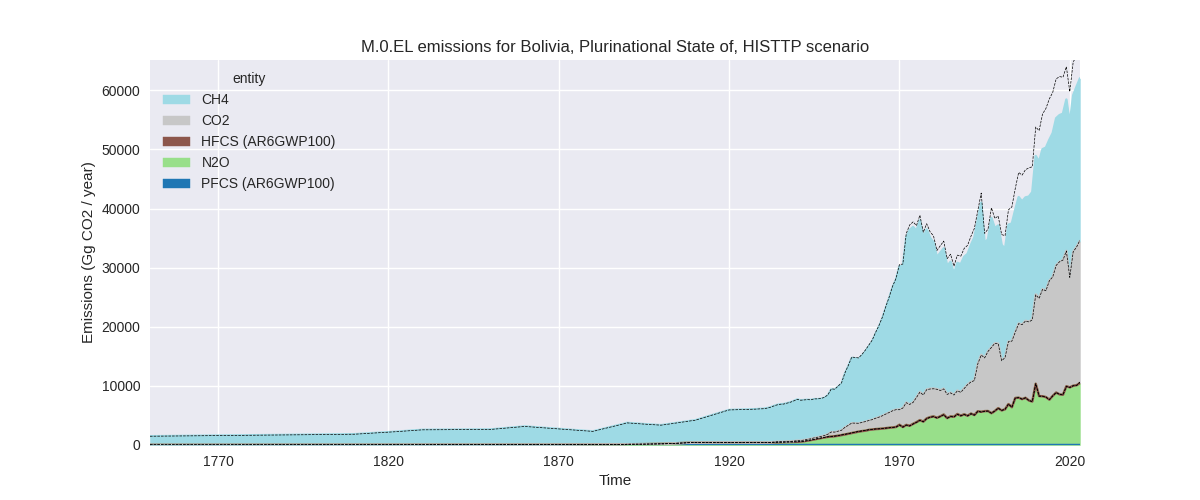 M.0.EL emissions for Bolivia, Plurinational State of, HISTTP scenario
entity
CH4
CO2
HFCS (AR6GWP100)
N2O
PFCS (AR6GWP100)
Emissions (Gg CO2 / year)
60000
50000
40000
30000
20000
10000
0
1770
1820
1870
1920
1970
2020
Time